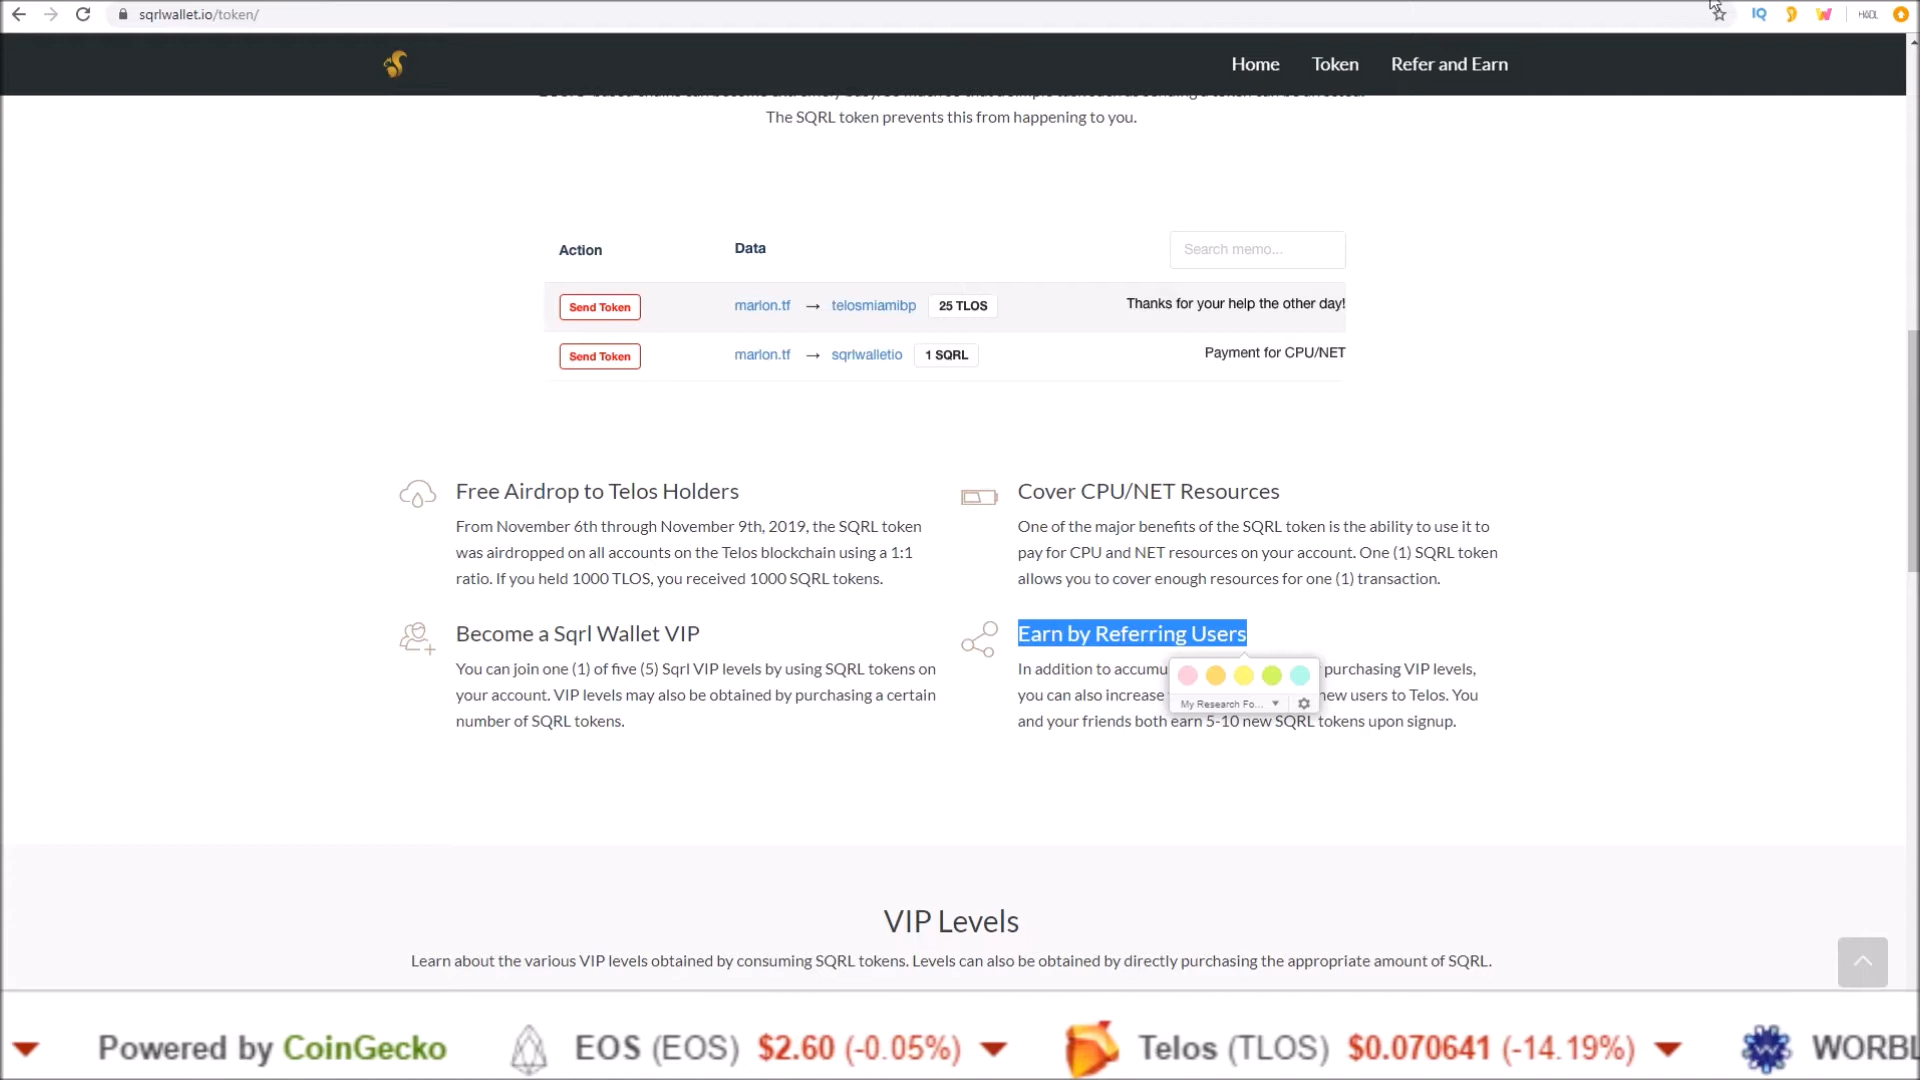 sqrlwallet.io/token/
IQ
HODL
Home Token Refer and Earn
The SQRL token prevents this from happening to you.
Action Data Search memo...
Send Token marlon.tf → telosmiamibp 25 TLOS Thanks for your help the other day!
Send Token marlon.tf → sqrlwalletio 1 SQRL Payment for CPU/NET
Free Airdrop to Telos Holders
From November 6th through November 9th, 2019, the SQRL token
was airdropped on all accounts on the Telos blockchain using a 1:1
ratio. If you held 1000 TLOS, you received 1000 SQRL tokens.
Cover CPU/NET Resources
One of the major benefits of the SQRL token is the ability to use it to
pay for CPU and NET resources on your account. One (1) SQRL token
allows you to cover enough resources for one (1) transaction.
Become a Sqrl Wallet VIP
You can join one (1) of five (5) Sqrl VIP levels by using SQRL tokens on
your account. VIP levels may also be obtained by purchasing a certain
number of SQRL tokens.
Earn by Referring Users
In addition to accumu purchasing VIP levels,
you can also increase new users to Telos. You
My Research Fo...
and your friends both earn 5-10 new SQRL tokens upon signup.
VIP Levels
Learn about the various VIP levels obtained by consuming SQRL tokens. Levels can also be obtained by directly purchasing the appropriate amount of SQRL.
Powered by CoinGecko EOS (EOS) $2.60 (-0.05%) Telos (TLOS) $0.070641 (-14.19%) WORBL